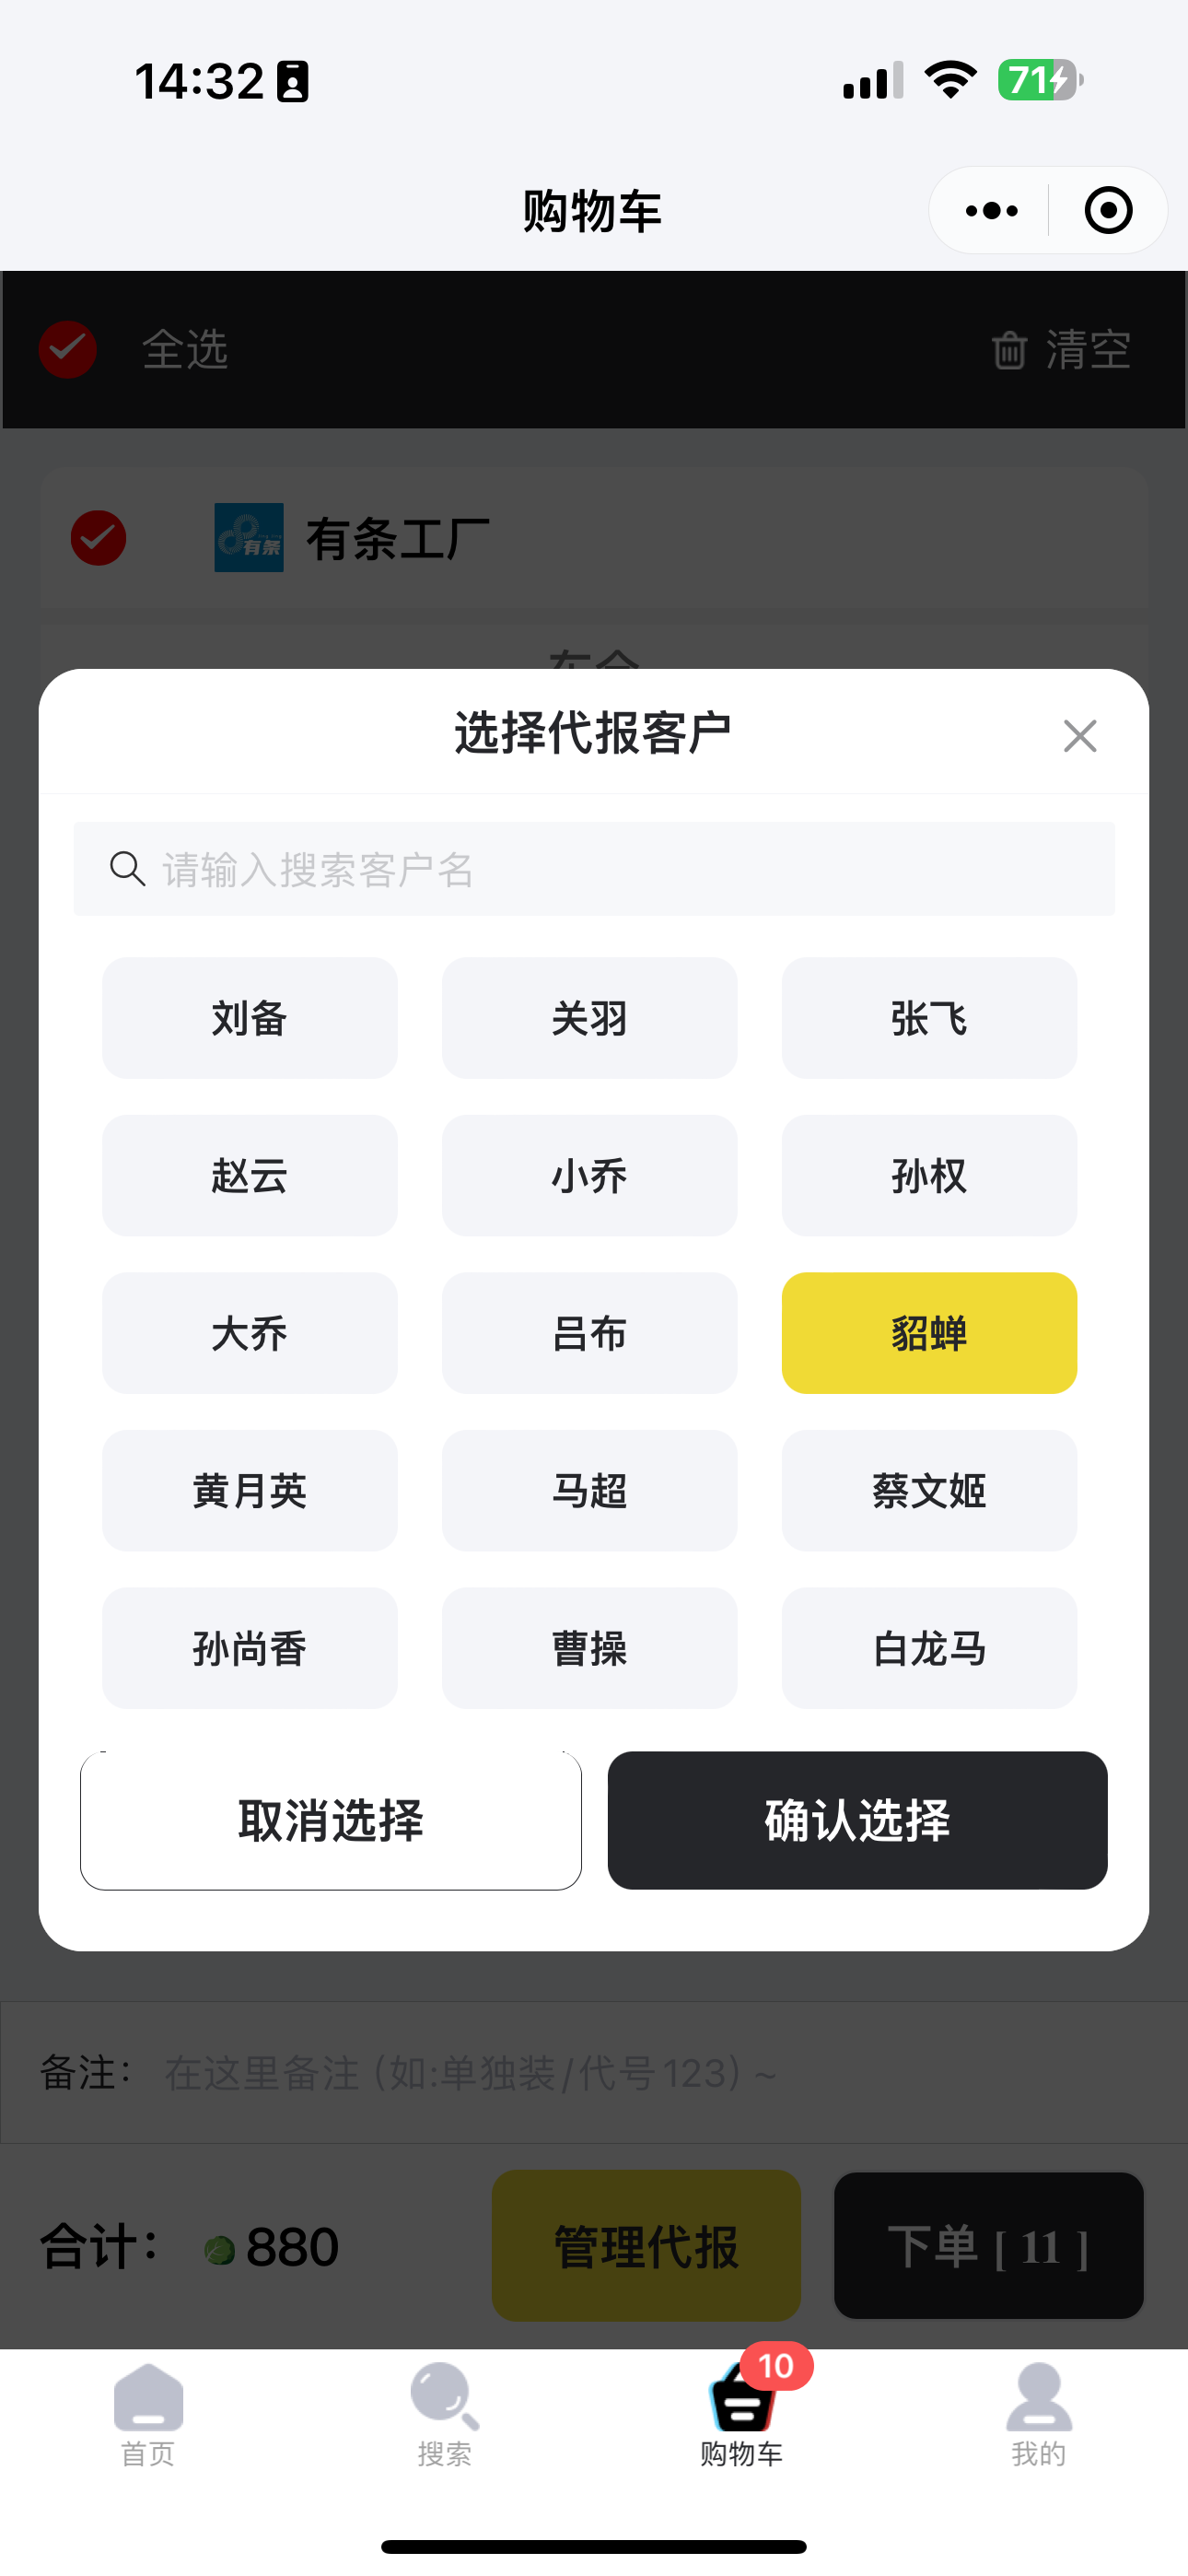 14:32
71
购物车
全选
清空
有条
有条工厂
选择代报客户
请输入搜索客户名
刘备 关羽 张飞
赵云 小乔 孙权
大乔 吕布 貂蝉
黄月英 马超 蔡文姬
孙尚香 曹操 白龙马
取消选择 确认选择
备注： 在这里备注（如:单独装/代号123）~
合计： 880 管理代报 下单 [ 11 ]
10
首页 搜索 购物车 我的